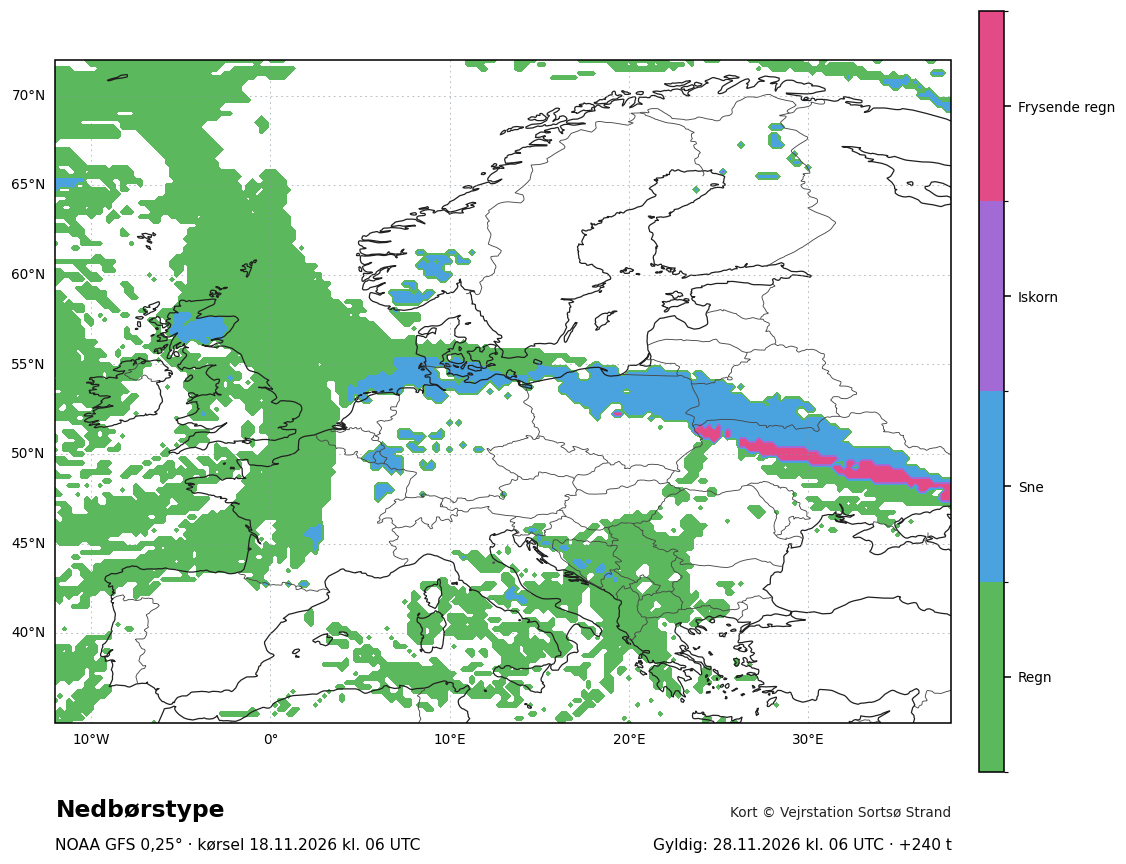 70°N
65°N
60°N
55°N
50°N
45°N
40°N
10°W
0°
10°E
20°E
30°E
Frysende regn
Iskorn
Sne
Regn
Nedbørstype
Kort © Vejrstation Sortsø Strand
NOAA GFS 0,25° · kørsel 18.11.2026 kl. 06 UTC
Gyldig: 28.11.2026 kl. 06 UTC · +240 t